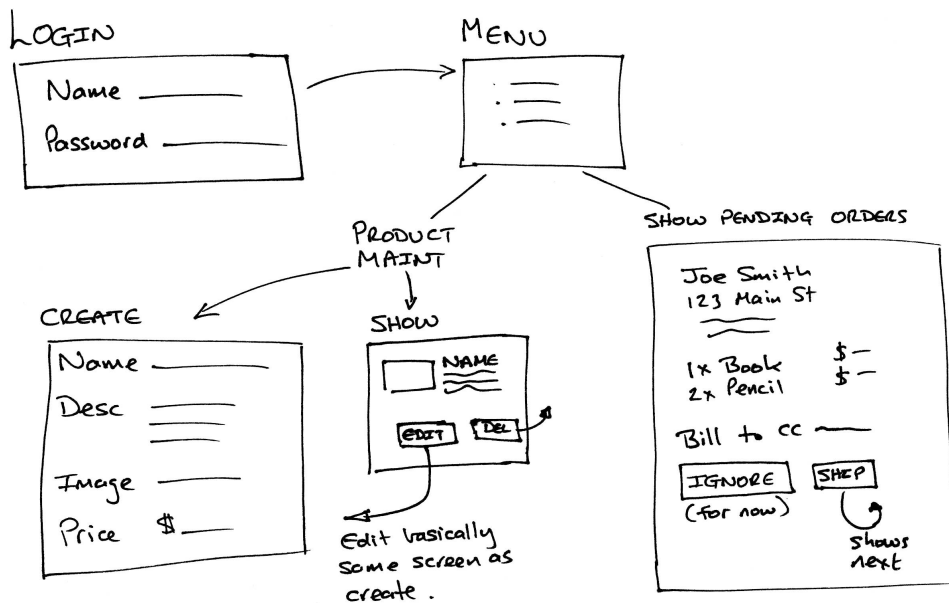 LOGIN
Name
Password
MENU
PRODUCT
MAINT
CREATE
Name
Desc
Image
Price $
SHOW
NAME
EDIT
DEL
Edit basically
some screen as
create.
SHOW PENDING ORDERS
Joe Smith
123 Main St
1x Book $ —
2x Pencil $ —
Bill to CC
IGNORE
(for now)
SHIP
shows
next